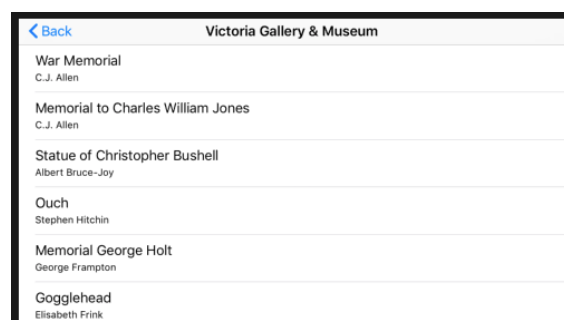 Back
Victoria Gallery & Museum
War Memorial
C.J. Allen
Memorial to Charles William Jones
C.J. Allen
Statue of Christopher Bushell
Albert Bruce-Joy
Ouch
Stephen Hitchin
Memorial George Holt
George Frampton
Gogglehead
Elisabeth Frink